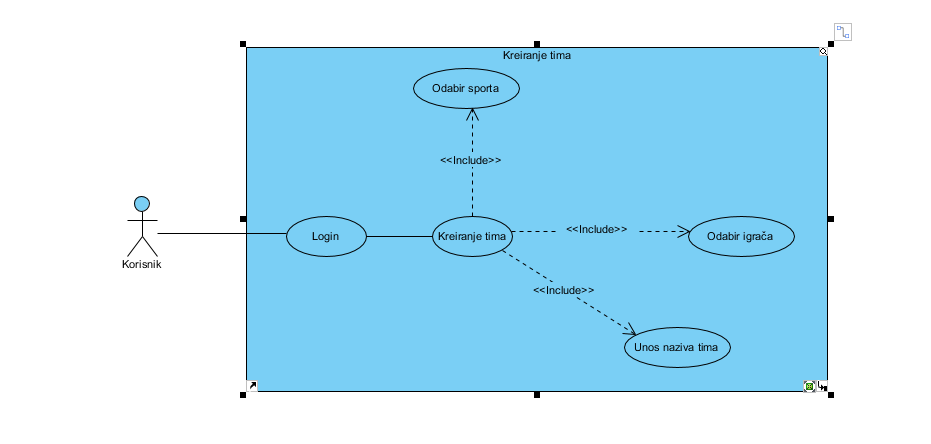 Kreiranje tima
Odabir sporta
<<Include>>
Login
Kreiranje tima
<<Include>>
Odabir igrača
Korisnik
<<Include>>
Unos naziva tima